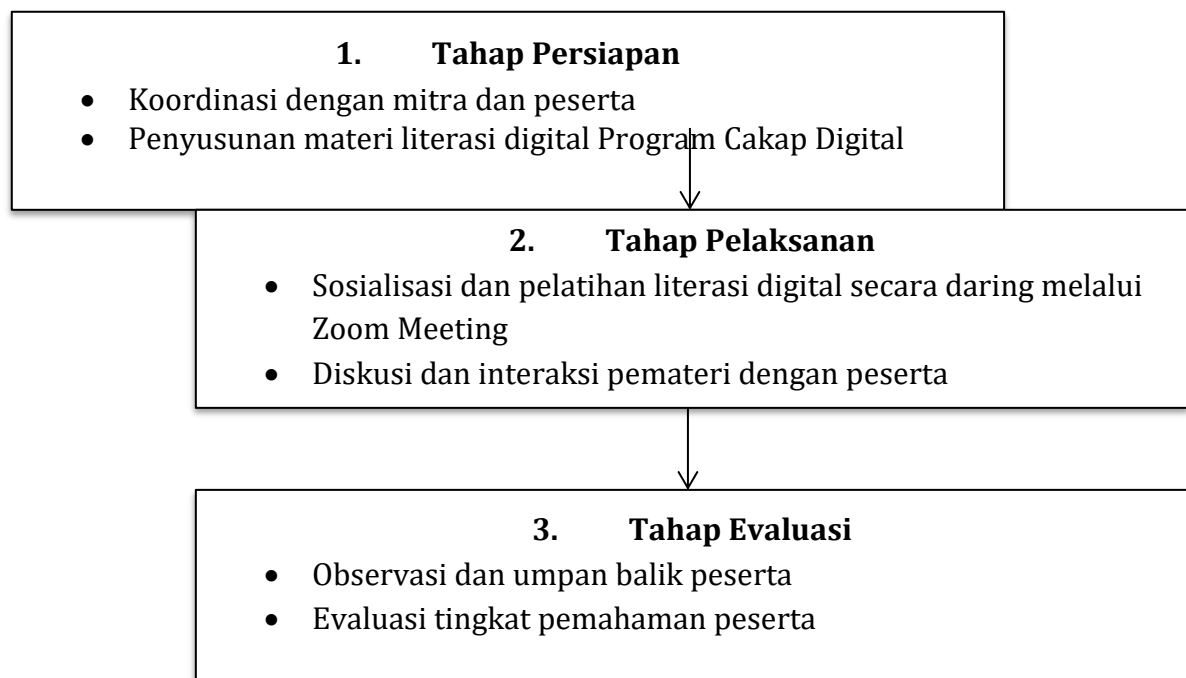 1. Tahap Persiapan
• Koordinasi dengan mitra dan peserta
• Penyusunan materi literasi digital Program Cakap Digital
2. Tahap Pelaksanan
• Sosialisasi dan pelatihan literasi digital secara daring melalui
Zoom Meeting
• Diskusi dan interaksi pemateri dengan peserta
3. Tahap Evaluasi
• Observasi dan umpan balik peserta
• Evaluasi tingkat pemahaman peserta